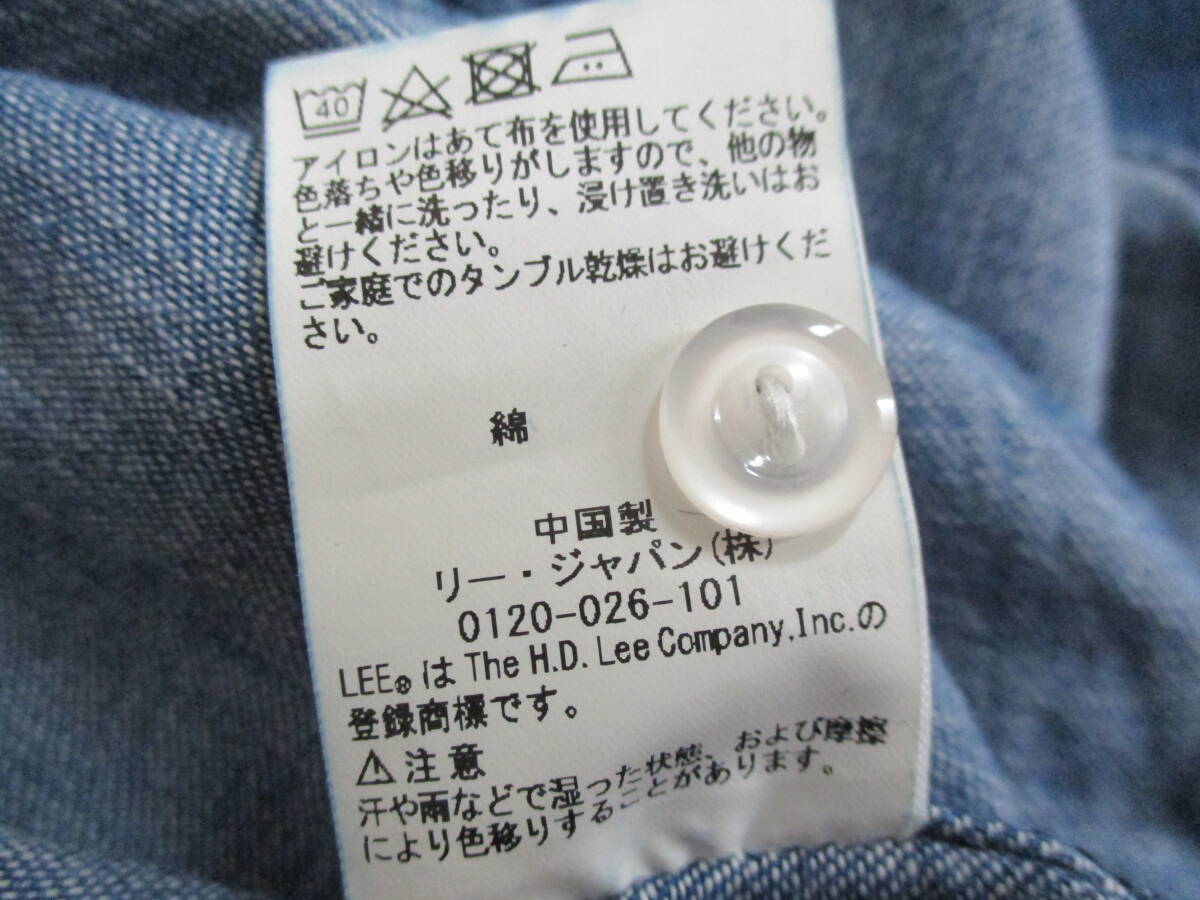 40
アイロンはあて布を使用してください。
色落ちや色移りがしますので、他の物
と一緒に洗ったり、浸け置き洗いはお
避けください。
ご家庭でのタンブル乾燥はお避けくだ
さい。
綿
中国製
リー・ジャパン(株)
0120-026-101
LEE®は The H.D. Lee Company,Inc.の
登録商標です。
⚠注意
汗や雨などで湿った状態、および摩擦
により色移りすることがあります。